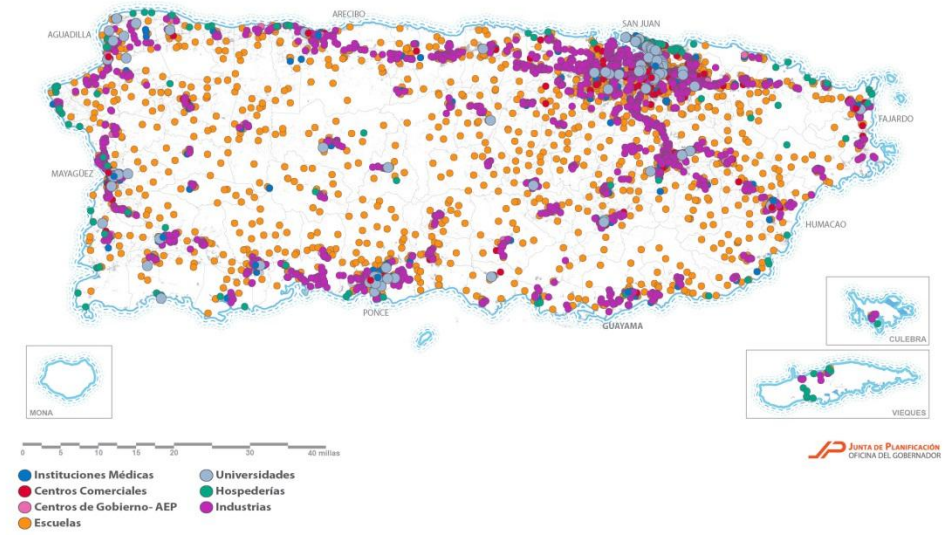 ARECIBO
SAN JUAN
AGUADILLA
FAJARDO
MAYAGÜEZ
HUMACAO
PONCE
GUAYAMA
CULEBRA
MONA
VIEQUES
0 5 10 15 20 30 40 millas
JP JUNTA DE PLANIFICACIÓN
OFICINA DEL GOBERNADOR
Instituciones Médicas
Centros Comerciales
Centros de Gobierno- AEP
Escuelas
Universidades
Hospederías
Industrias